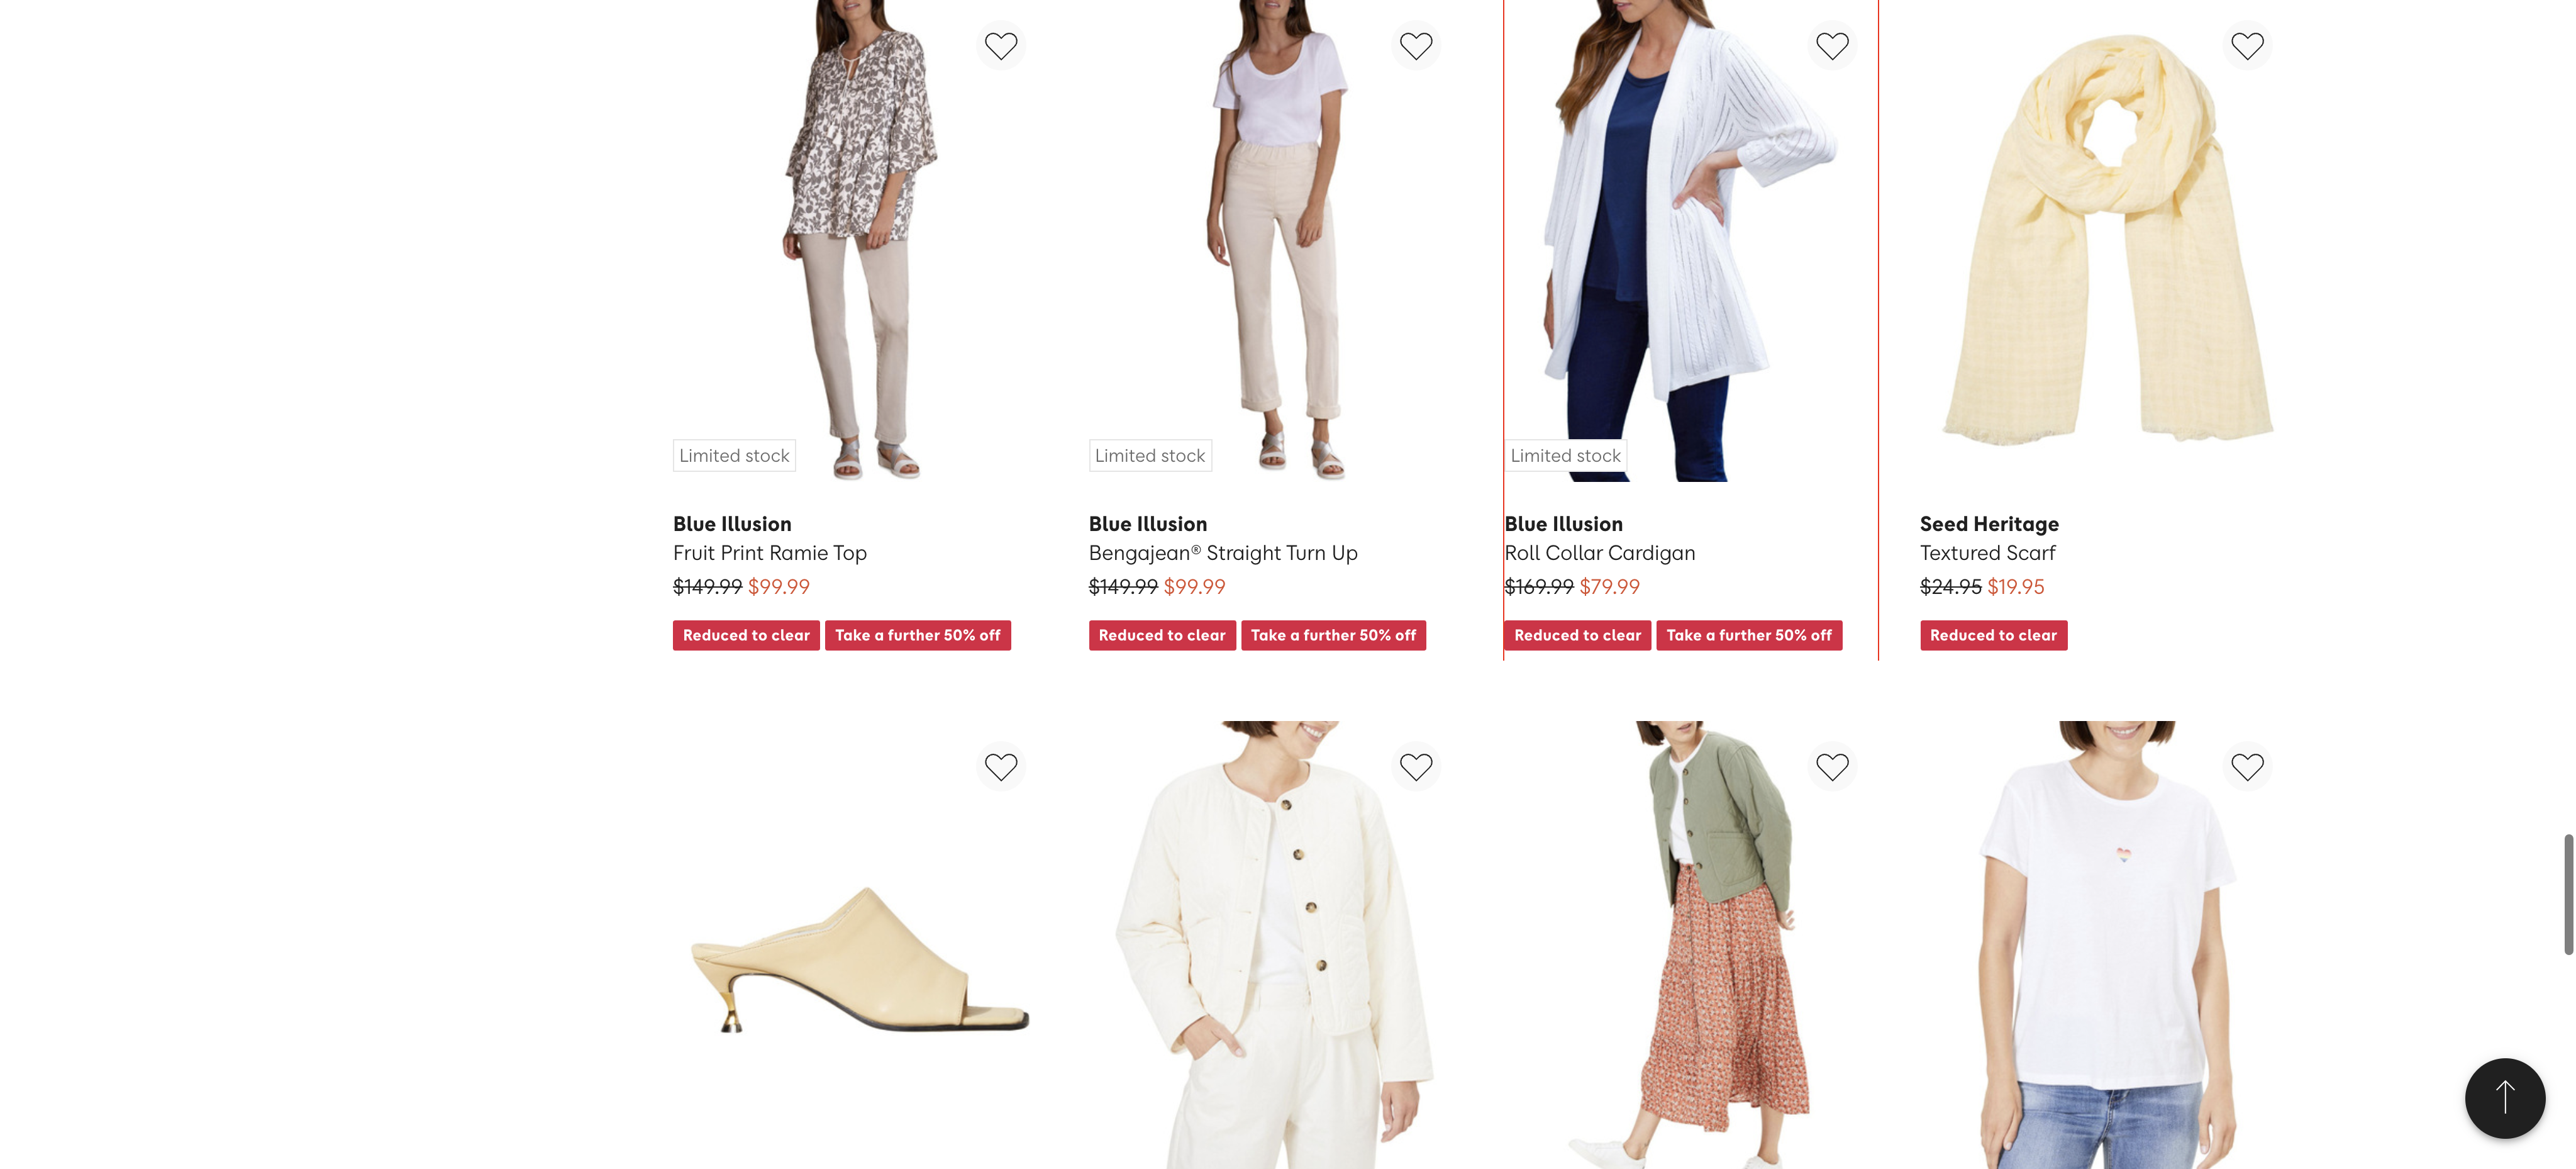 Limited stock
Limited stock
Limited stock
Blue Illusion
Fruit Print Ramie Top
$149.99 $99.99
Reduced to clear Take a further 50% off
Blue Illusion
Bengajean® Straight Turn Up
$149.99 $99.99
Reduced to clear Take a further 50% off
Blue Illusion
Roll Collar Cardigan
$169.99 $79.99
Reduced to clear Take a further 50% off
Seed Heritage
Textured Scarf
$24.95 $19.95
Reduced to clear